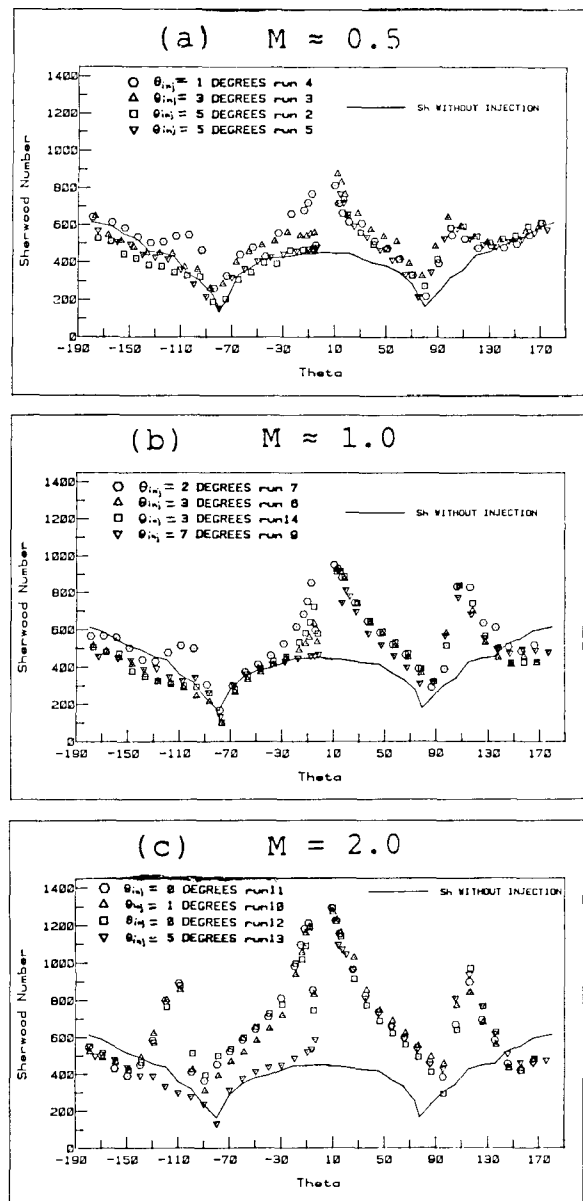 (a) M ≈ 0.5
1400
1200
1000
800
600
400
200
0
Sherwood Number
θinj = 1 DEGREES run 4
θinj = 3 DEGREES run 3
θinj = 5 DEGREES run 2
θinj = 5 DEGREES run 5
Sh WITHOUT INJECTION
-190 -150 -110 -70 -30 10 50 90 130 170
Theta
(b) M ≈ 1.0
1400
1200
1000
800
600
400
200
0
Sherwood Number
θinj = 2 DEGREES run 7
θinj = 3 DEGREES run 6
θinj = 3 DEGREES run14
θinj = 7 DEGREES run 9
Sh WITHOUT INJECTION
-190 -150 -110 -70 -30 10 50 90 130 170
Theta
(c) M = 2.0
1400
1200
1000
800
600
400
200
0
Sherwood Number
θinj = 0 DEGREES run11
θinj = 1 DEGREES run10
θinj = 0 DEGREES run12
θinj = 5 DEGREES run13
Sh WITHOUT INJECTION
-190 -150 -110 -70 -30 10 50 90 130 170
Theta